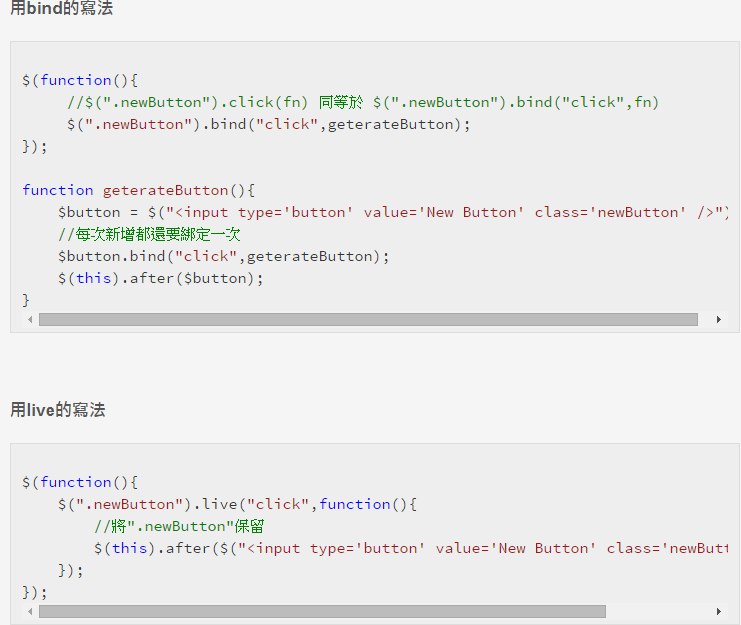 用bind的寫法
$(function(){
//$(".newButton").click(fn) 同等於 $(".newButton").bind("click",fn)
$(".newButton").bind("click",geterateButton);
});
function geterateButton(){
$button = $("<input type='button' value='New Button' class='newButton' />")
//每次新增都還要綁定一次
$button.bind("click",geterateButton);
$(this).after($button);
}
用live的寫法
$(function(){
$(".newButton").live("click",function(){
//將".newButton"保留
$(this).after($("<input type='button' value='New Button' class='newButt
});
});